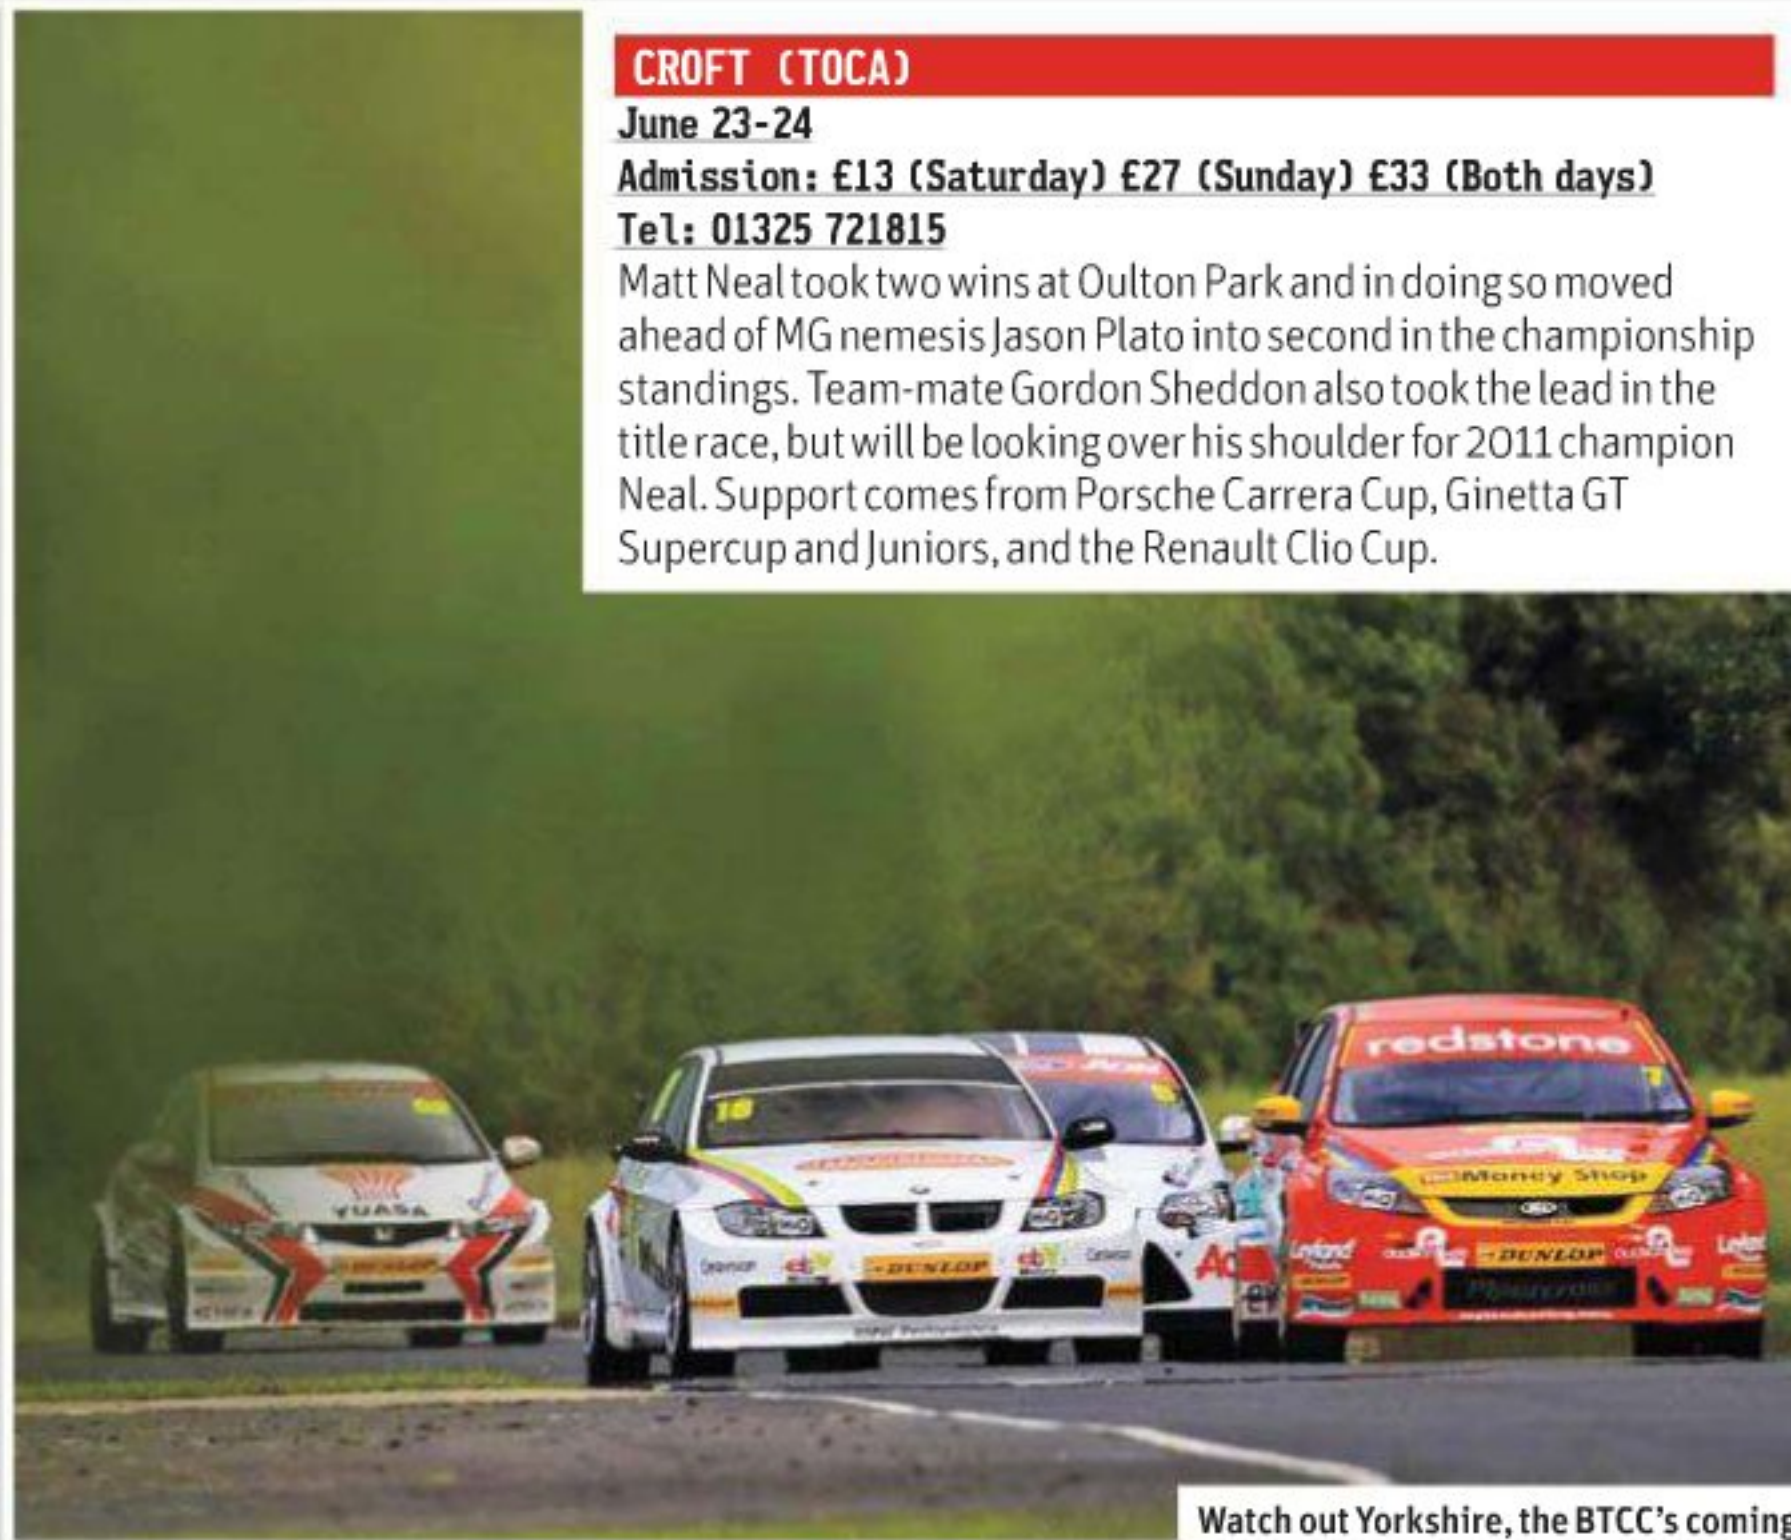 CROFT (TOCA)
June 23-24
Admission: £13 (Saturday) £27 (Sunday) £33 (Both days)
Tel: 01325 721815
Matt Neal took two wins at Oulton Park and in doing so moved
ahead of MG nemesis Jason Plato into second in the championship
standings. Team-mate Gordon Sheddon also took the lead in the
title race, but will be looking over his shoulder for 2011 champion
Neal. Support comes from Porsche Carrera Cup, Ginetta GT
Supercup and Juniors, and the Renault Clio Cup.
redstone
18
Money Shop
YUASA
DUNLOP
ebay
DUNLOP
ebay
DUNLOP
Watch out Yorkshire, the BTCC's coming